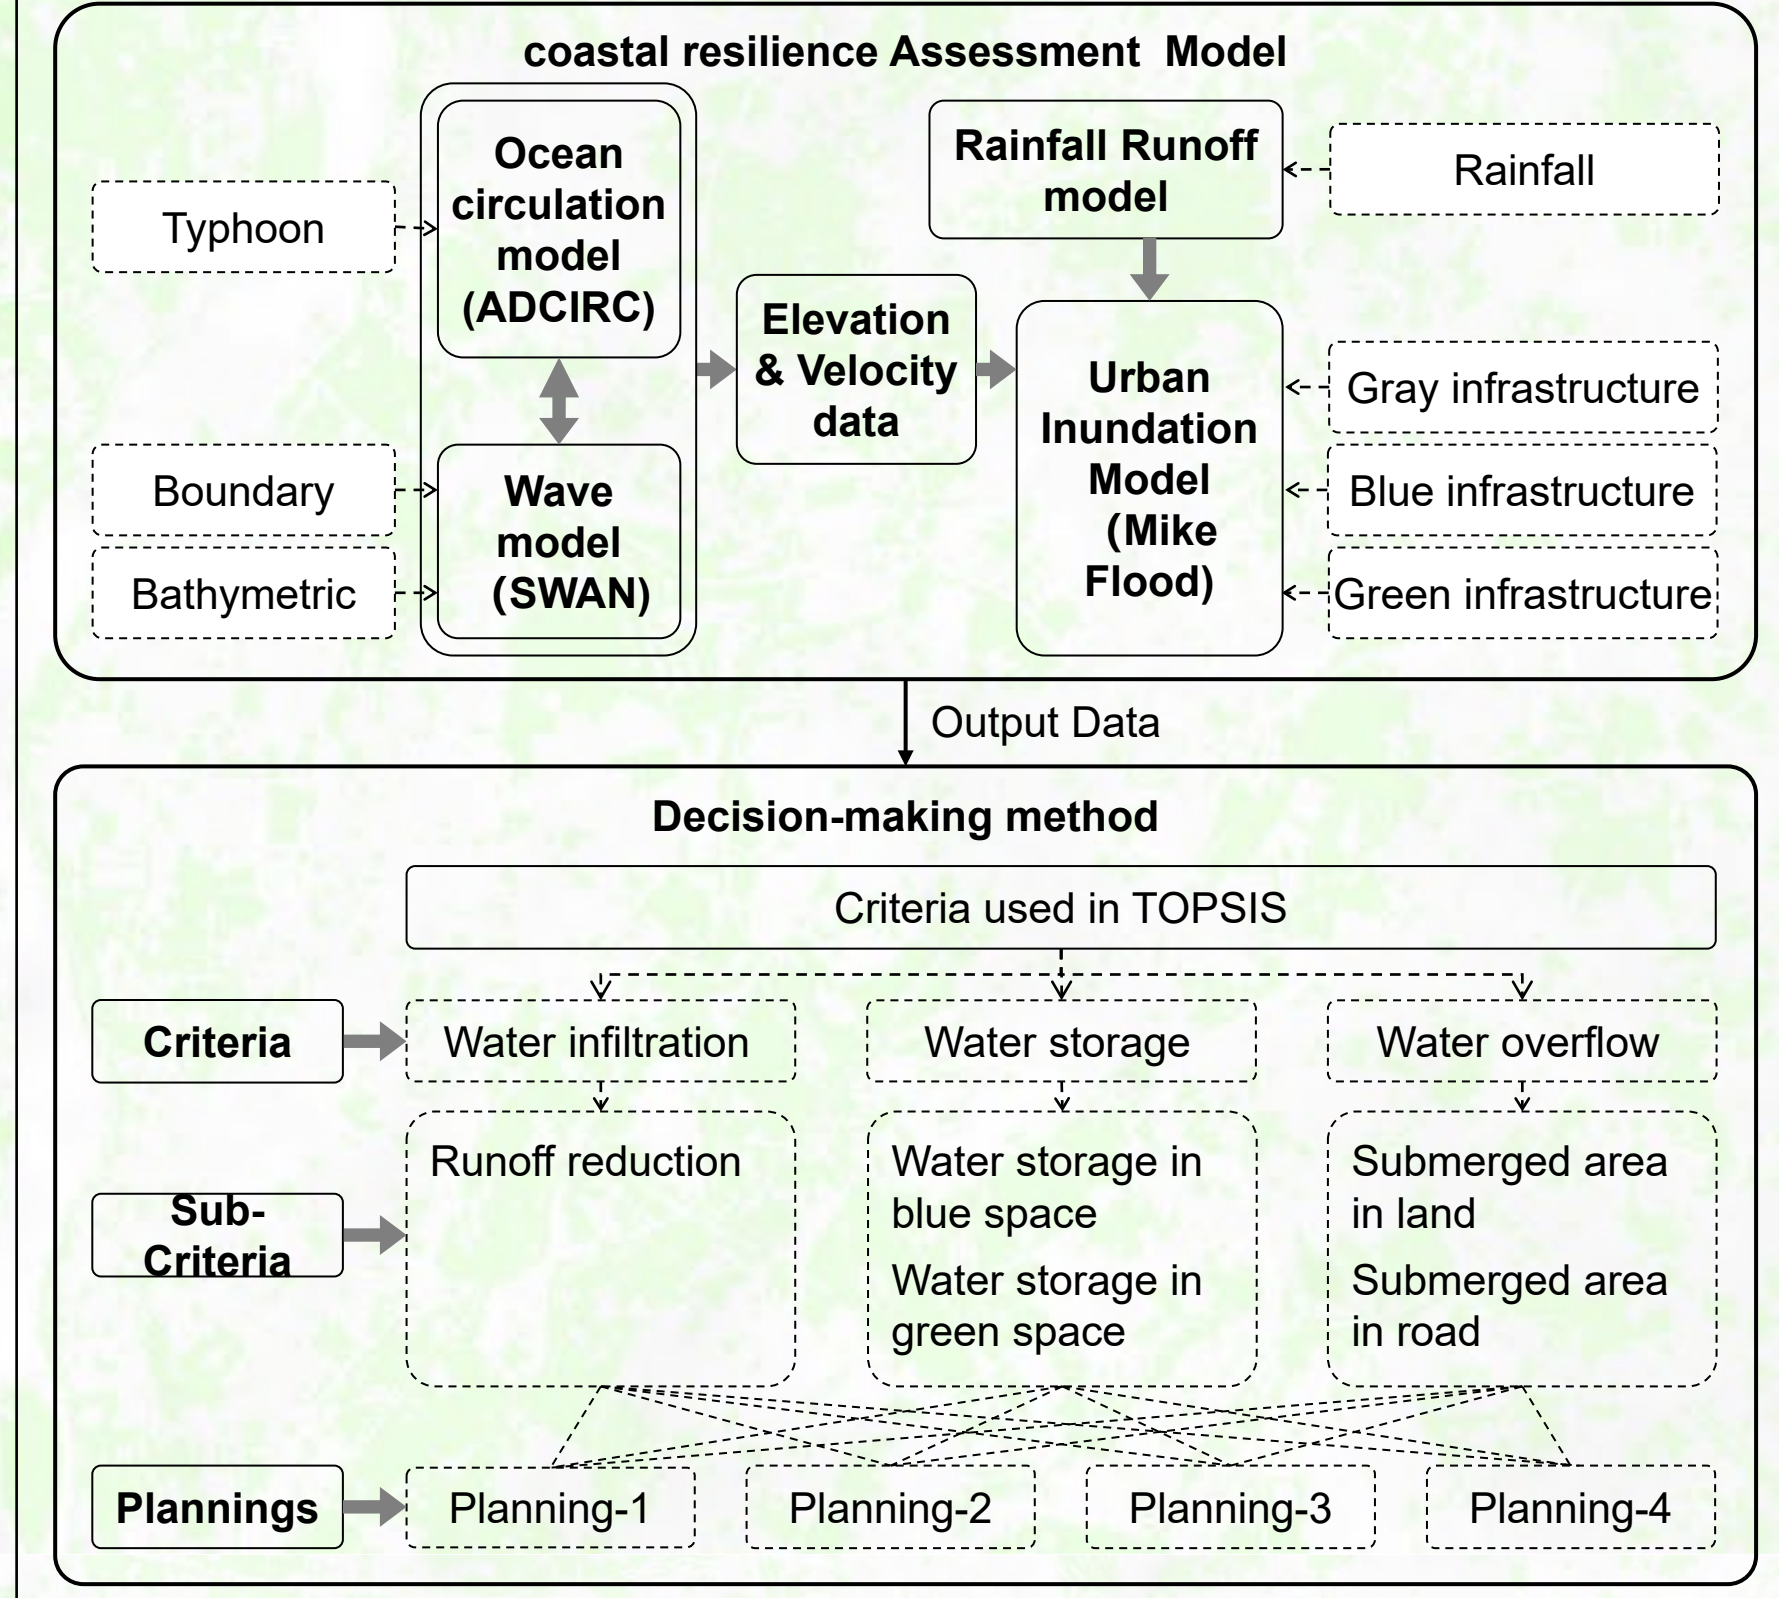 coastal resilience Assessment Model
Ocean
circulation
model
(ADCIRC)
Rainfall Runoff
model
Rainfall
Typhoon
Elevation
& Velocity
data
Urban
Inundation
Model
(Mike
Flood)
Gray infrastructure
Boundary
Wave
model
(SWAN)
Blue infrastructure
Bathymetric
Green infrastructure
Output Data
Decision-making method
Criteria used in TOPSIS
Criteria
Water infiltration
Water storage
Water overflow
Sub-
Criteria
Runoff reduction
Water storage in
blue space
Water storage in
green space
Submerged area
in land
Submerged area
in road
Plannings
Planning-1
Planning-2
Planning-3
Planning-4